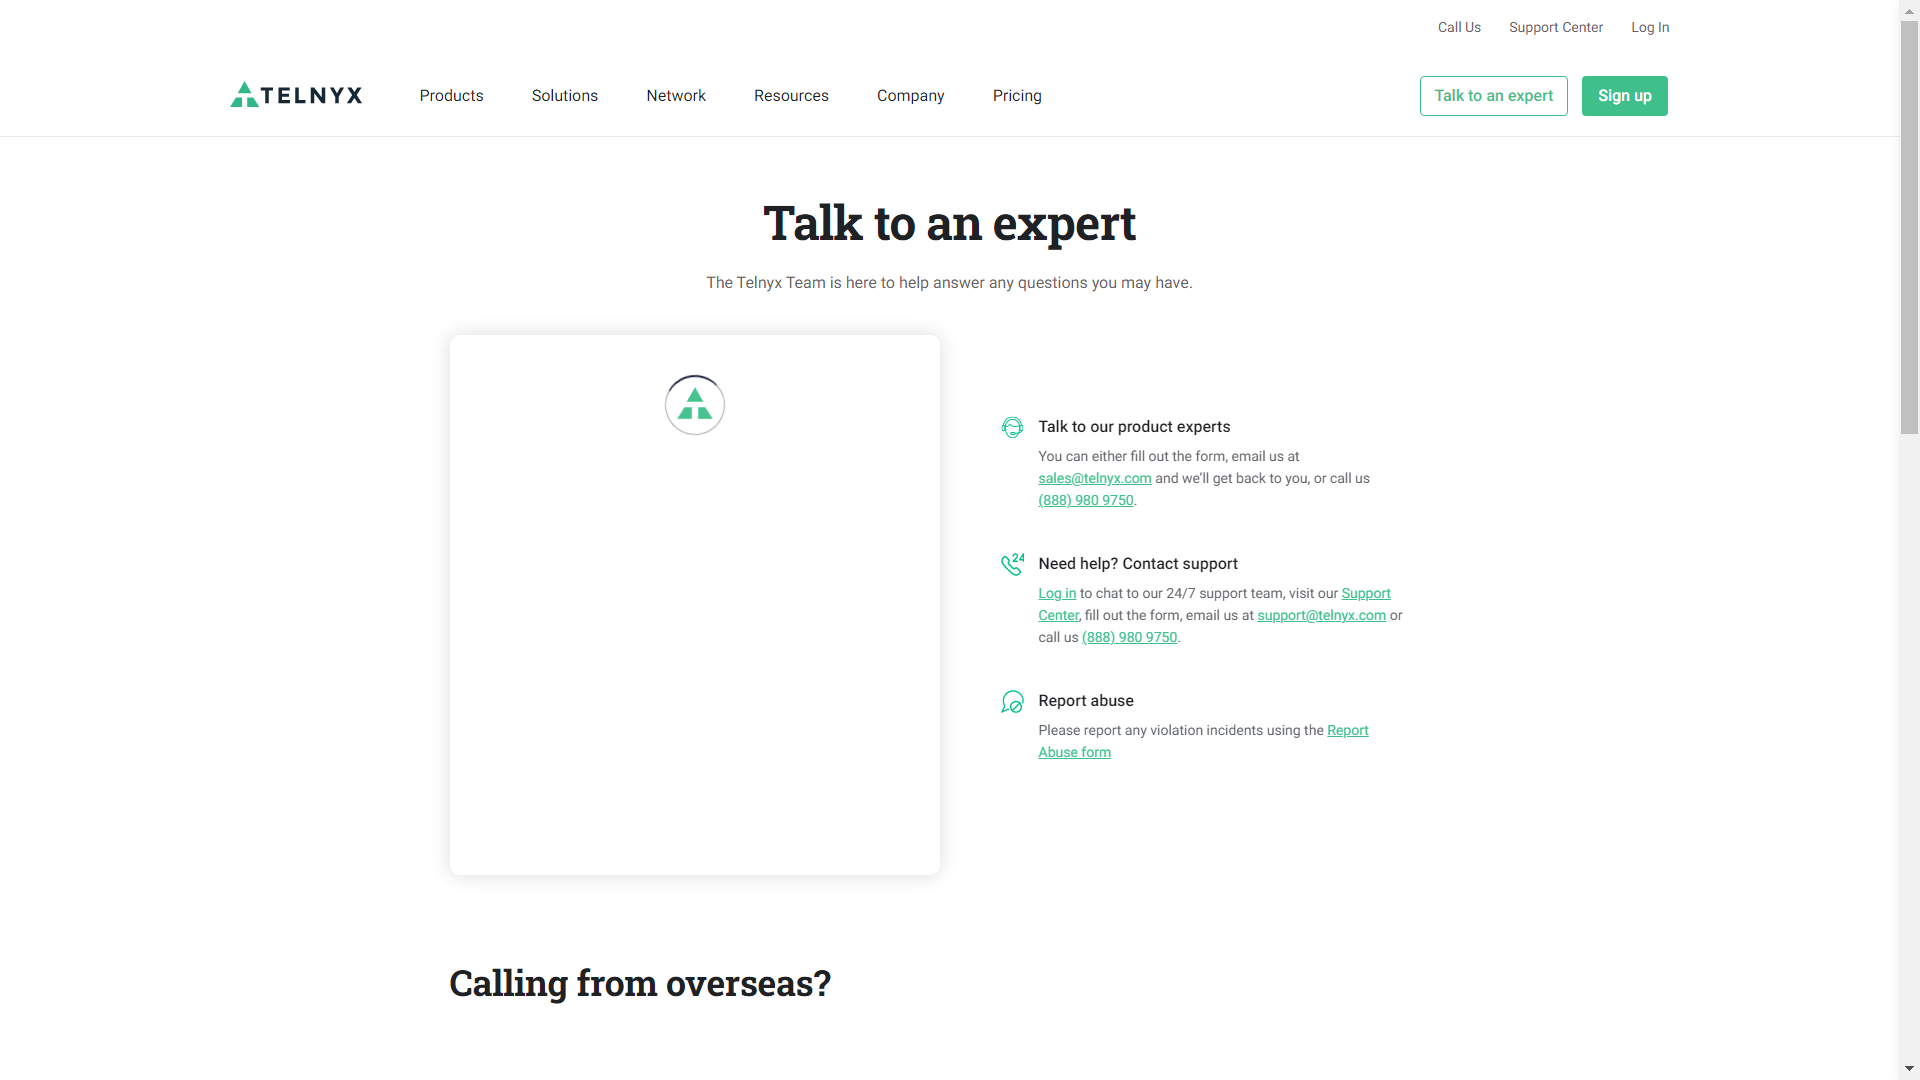 Call Us
Support Center
Log In
TELNYX
Products
Solutions
Network
Resources
Company
Pricing
Talk to an expert
Sign up
Talk to an expert
The Telnyx Team is here to help answer any questions you may have.
Talk to our product experts
You can either fill out the form, email us at
sales@telnyx.com and we’ll get back to you, or call us
(888) 980 9750.
24
Need help? Contact support
Log in to chat to our 24/7 support team, visit our Support
Center, fill out the form, email us at support@telnyx.com or
call us (888) 980 9750.
Report abuse
Please report any violation incidents using the Report
Abuse form
Calling from overseas?